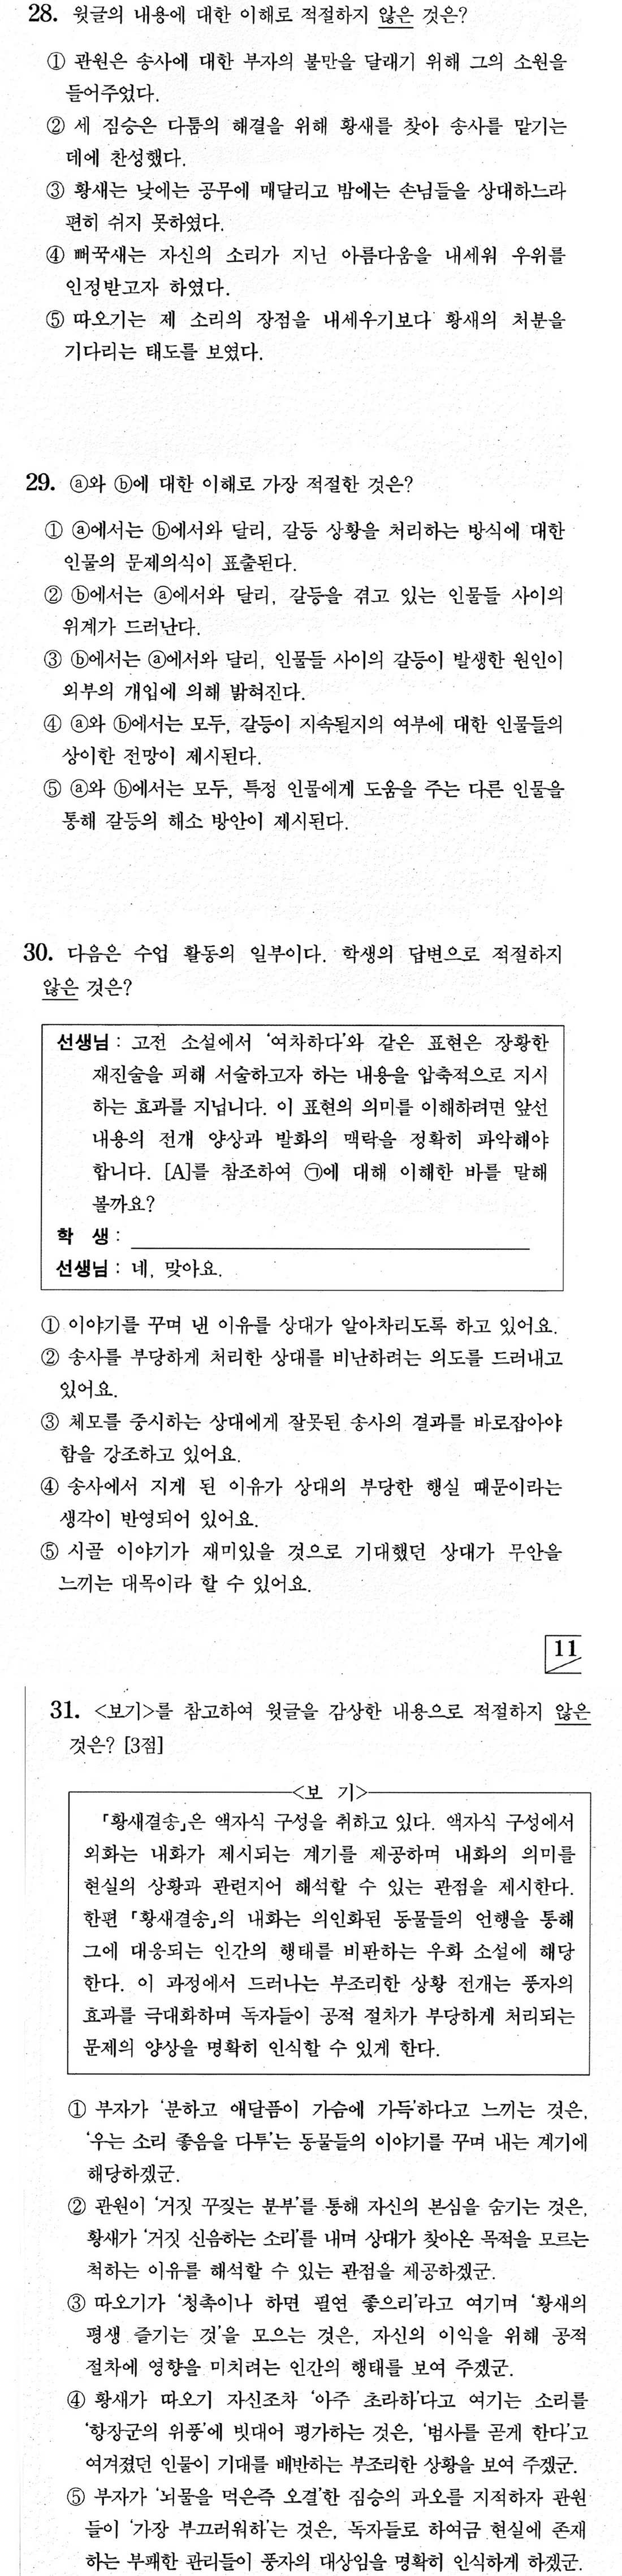 28. 윗글의 내용에 대한 이해로 적절하지 않은 것은?
① 관원은 송사에 대한 부자의 불만을 달래기 위해 그의 소원을
들어주었다.
② 세 짐승은 다툼의 해결을 위해 황새를 찾아 송사를 맡기는
데에 찬성했다.
③ 황새는 낮에는 공무에 매달리고 밤에는 손님들을 상대하느라
편히 쉬지 못하였다.
④ 뻐꾹새는 자신의 소리가 지닌 아름다움을 내세워 우위를
인정받고자 하였다.
⑤ 따오기는 제 소리의 장점을 내세우기보다 황새의 처분을
기다리는 태도를 보였다.
29. ⓐ와 ⓑ에 대한 이해로 가장 적절한 것은?
① ⓐ에서는 ⓑ에서와 달리, 갈등 상황을 처리하는 방식에 대한
인물의 문제의식이 표출된다.
② ⓑ에서는 ⓐ에서와 달리, 갈등을 겪고 있는 인물들 사이의
위계가 드러난다.
③ ⓑ에서는 ⓐ에서와 달리, 인물들 사이의 갈등이 발생한 원인이
외부의 개입에 의해 밝혀진다.
④ ⓐ와 ⓑ에서는 모두, 갈등이 지속될지의 여부에 대한 인물들의
상이한 전망이 제시된다.
⑤ ⓐ와 ⓑ에서는 모두, 특정 인물에게 도움을 주는 다른 인물을
통해 갈등의 해소 방안이 제시된다.
30. 다음은 수업 활동의 일부이다. 학생의 답변으로 적절하지
않은 것은?
선생님 : 고전 소설에서 '여차하다'와 같은 표현은 장황한
재진술을 피해 서술하고자 하는 내용을 압축적으로 지시
하는 효과를 지닙니다. 이 표현의 의미를 이해하려면 앞선
내용의 전개 양상과 발화의 맥락을 정확히 파악해야
합니다. [A]를 참조하여 ㉠에 대해 이해한 바를 말해
볼까요?
학 생 :
선생님 : 네, 맞아요.
① 이야기를 꾸며 낸 이유를 상대가 알아차리도록 하고 있어요.
② 송사를 부당하게 처리한 상대를 비난하려는 의도를 드러내고
있어요.
③ 체모를 중시하는 상대에게 잘못된 송사의 결과를 바로잡아야
함을 강조하고 있어요.
④ 송사에서 지게 된 이유가 상대의 부당한 행실 때문이라는
생각이 반영되어 있어요.
⑤ 시골 이야기가 재미있을 것으로 기대했던 상대가 무안을
느끼는 대목이라 할 수 있어요.
11
31. <보기>를 참고하여 윗글을 감상한 내용으로 적절하지 않은
것은? [3점]
<보 기>
「황새결송」은 액자식 구성을 취하고 있다. 액자식 구성에서
외화는 내화가 제시되는 계기를 제공하며 내화의 의미를
현실의 상황과 관련지어 해석할 수 있는 관점을 제시한다.
한편 「황새결송」의 내화는 의인화된 동물들의 언행을 통해
그에 대응되는 인간의 행태를 비판하는 우화 소설에 해당
한다. 이 과정에서 드러나는 부조리한 상황 전개는 풍자의
효과를 극대화하며 독자들이 공적 절차가 부당하게 처리되는
문제의 양상을 명확히 인식할 수 있게 한다.
① 부자가 '분하고 애달픔이 가슴에 가득'하다고 느끼는 것은,
'우는 소리 좋음을 다투'는 동물들의 이야기를 꾸며 내는 계기에
해당하겠군.
② 관원이 '거짓 꾸짖는 분부'를 통해 자신의 본심을 숨기는 것은,
황새가 '거짓 신음하는 소리'를 내며 상대가 찾아온 목적을 모르는
척하는 이유를 해석할 수 있는 관점을 제공하겠군.
③ 따오기가 '청촉이나 하면 필연 좋으리'라고 여기며 '황새의
평생 즐기는 것'을 모으는 것은, 자신의 이익을 위해 공적
절차에 영향을 미치려는 인간의 행태를 보여 주겠군.
④ 황새가 따오기 자신조차 '아주 초라하'다고 여기는 소리를
'항장군의 위풍'에 빗대어 평가하는 것은, '범사를 곧게 한다'고
여겨졌던 인물이 기대를 배반하는 부조리한 상황을 보여 주겠군.
⑤ 부자가 '뇌물을 먹은즉 오결'한 짐승의 과오를 지적하자 관원
들이 '가장 부끄러워하'는 것은, 독자들로 하여금 현실에 존재
하는 부패한 관리들이 풍자의 대상임을 명확히 인식하게 하겠군.